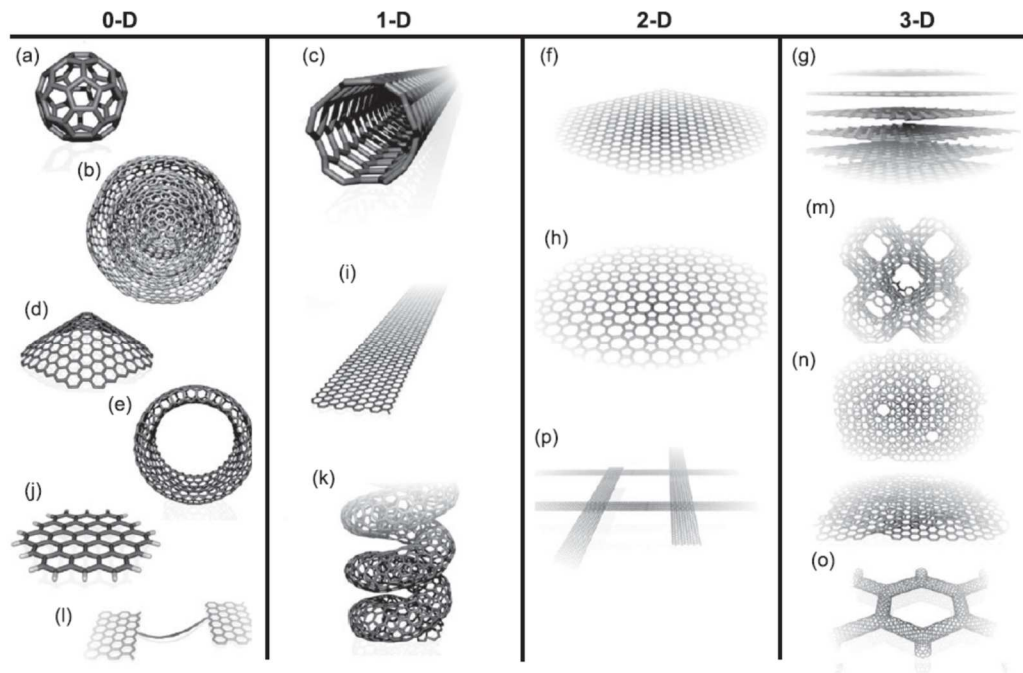 0-D 1-D 2-D 3-D
(a)
(b)
(d)
(e)
(j)
(l)
(c)
(i)
(k)
(f)
(h)
(p)
(g)
(m)
(n)
(o)